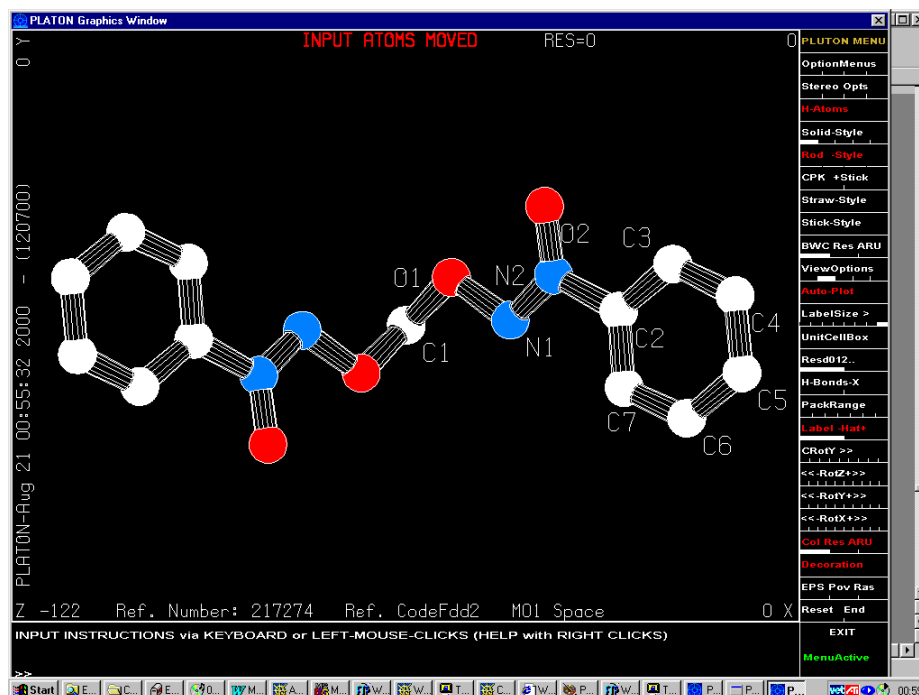 PLATON Graphics Window
INPUT ATOMS MOVED RES=0 0
O Y
PLATON-Aug 21 00:55:32 2000 - (120700)
O2
C3
O1
N2
C4
C2
C1
N1
C5
C7
C6
Z -122 Ref. Number: 217274 Ref. CodeFdd2 MO1 Space 0 X
PLUTON MENU
OptionMenus
Stereo Opts
H-Atoms
Solid-Style
Rod -Style
CPK +Stick
Straw-Style
Stick-Style
BWC Res ARU
ViewOptions
Auto-Plot
LabelSize >
UnitCellBox
Resd012..
H-Bonds-X
PackRange
Label -Hat+
CRotY >>
<<-RotZ+>>
<<-RotY+>>
<<-RotX+>>
Col Res ARU
Decoration
EPS Pov Ras
Reset End
EXIT
MenuActive
INPUT INSTRUCTIONS via KEYBOARD or LEFT-MOUSE-CLICKS (HELP with RIGHT CLICKS)
>>
Start E... C... E... 0... M... A... M... W... W... T... C... W... P... W... T... P... P... P...